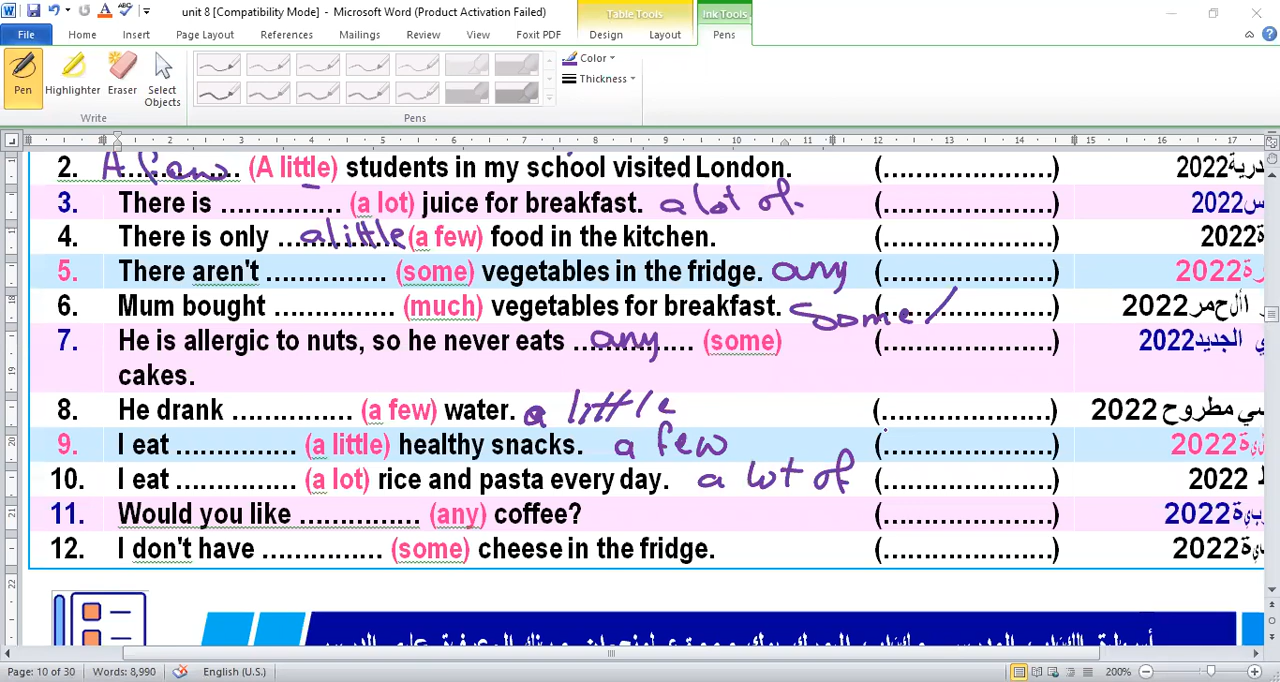 unit 8 [Compatibility Mode] - Microsoft Word (Product Activation Failed)
Table Tools
Ink Tools
File Home Insert Page Layout References Mailings Review View Foxit PDF Design Layout Pens
Pen Highlighter Eraser Select Objects
Color
Thickness
Write Pens
2. A few (A little) students in my school visited London. (....................) 2022
3. There is .............. (a lot) juice for breakfast. a lot of (....................) 2022
4. There is only a little (a few) food in the kitchen. (....................) 2022
5. There aren't .............. (some) vegetables in the fridge. any (....................) 2022
6. Mum bought .............. (much) vegetables for breakfast. some / (....................) 2022
7. He is allergic to nuts, so he never eats any (some) (....................) الجديد 2022
cakes.
8. He drank .............. (a few) water. a little (....................) مطروح 2022
9. I eat .............. (a little) healthy snacks. a few (....................) 2022
10. I eat .............. (a lot) rice and pasta every day. a lot of (....................) 2022
11. Would you like .............. (any) coffee? (....................) 2022
12. I don't have .............. (some) cheese in the fridge. (....................) 2022
Page: 10 of 30 Words: 8,990 English (U.S.) 200%